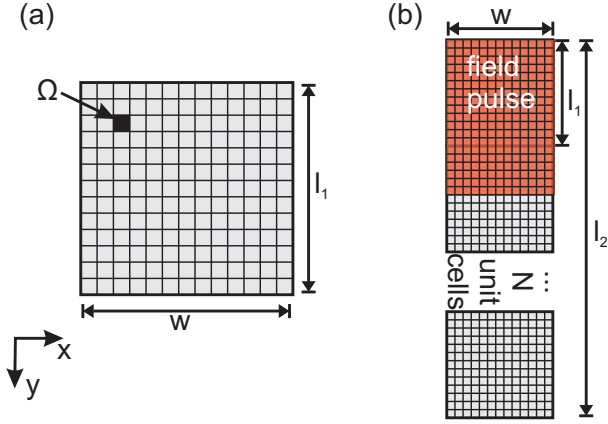 (a)
Ω
l₁
w
x
y
(b)
w
field
pulse
l₁
l₂
...
N
unit
cells